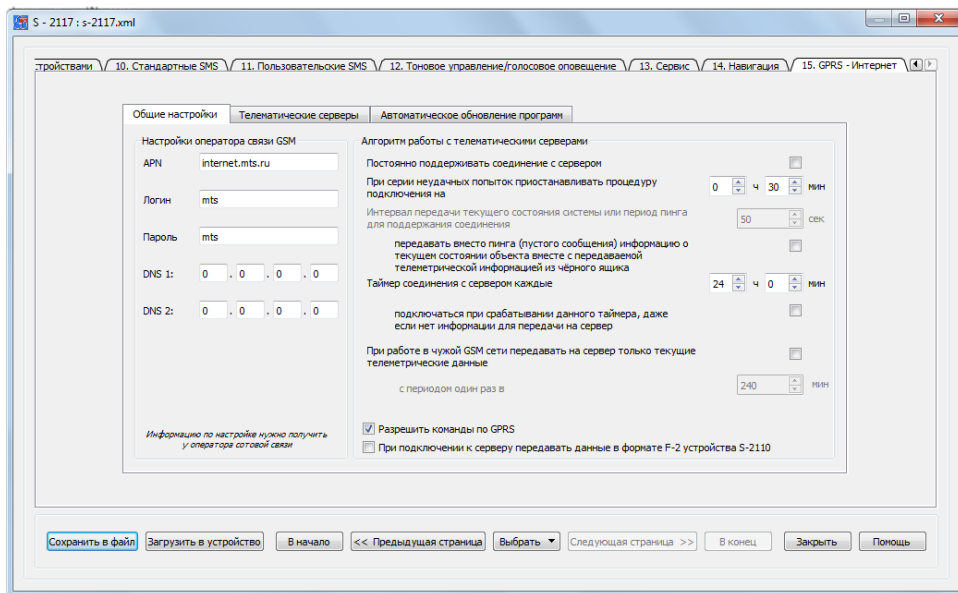 S - 2117 : s-2117.xml
тройствами 10. Стандартные SMS 11. Пользовательские SMS 12. Тоновое управление/голосовое оповещение 13. Сервис 14. Навигация 15. GPRS - Интернет
Общие настройки Телематические серверы Автоматическое обновление программ
Настройки оператора связи GSM
APN internet.mts.ru
Логин mts
Пароль mts
DNS 1: 0 . 0 . 0 . 0
DNS 2: 0 . 0 . 0 . 0
Информацию по настройке нужно получить
у оператора сотовой связи
Алгоритм работы с телематическими серверами
Постоянно поддерживать соединение с сервером
При серии неудачных попыток приостанавливать процедуру
подключения на 0 ч 30 мин
Интервал передачи текущего состояния системы или период пинга
для поддержания соединения 50 сек
передавать вместо пинга (пустого сообщения) информацию о
текущем состоянии объекта вместе с передаваемой
телеметрической информацией из чёрного ящика
Таймер соединения с сервером каждые 24 ч 0 мин
подключаться при срабатывании данного таймера, даже
если нет информации для передачи на сервер
При работе в чужой GSM сети передавать на сервер только текущие
телеметрические данные
с периодом один раз в 240 мин
Разрешить команды по GPRS
При подключении к серверу передавать данные в формате F-2 устройства S-2110
Сохранить в файл Загрузить в устройство В начало << Предыдущая страница Выбрать Следующая страница >> В конец Закрыть Помощь